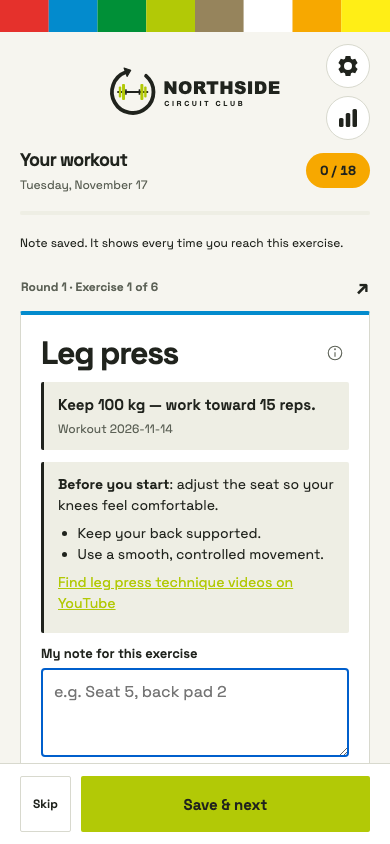 NORTHSIDE
CIRCUIT CLUB
Your workout
Tuesday, November 17
0 / 18
Note saved. It shows every time you reach this exercise.
Round 1 · Exercise 1 of 6
Leg press
Keep 100 kg — work toward 15 reps.
Workout 2026-11-14
Before you start: adjust the seat so your
knees feel comfortable.
• Keep your back supported.
• Use a smooth, controlled movement.
Find leg press technique videos on
YouTube
My note for this exercise
e.g. Seat 5, back pad 2
Skip
Save & next